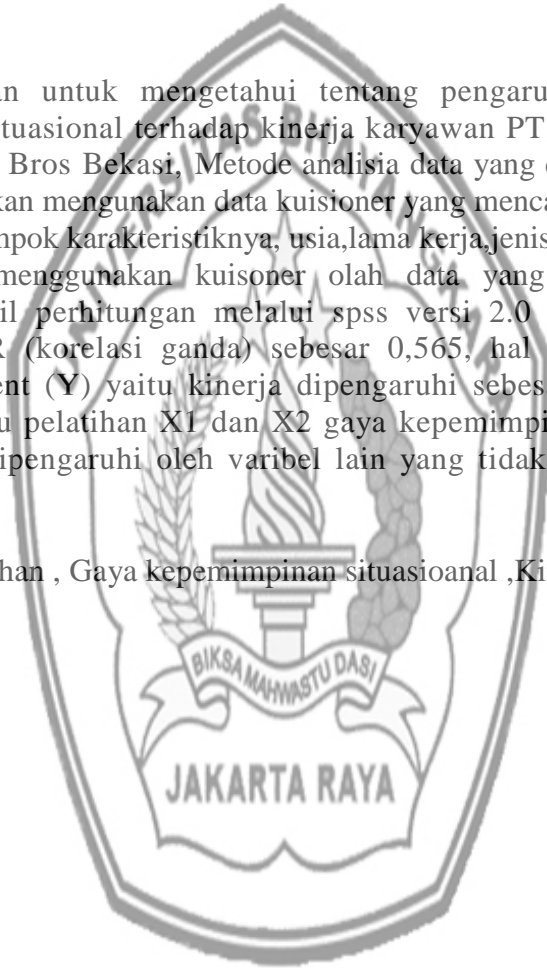 an untuk mengetahui tentang pengaru
tuasional terhadap kinerja karyawan PT
Bros Bekasi, Metode analisia data yang
kan mengunakan data kuisioner yang menca
mpok karakteristiknya, usia,lama kerja,jenis
menggunakan kuisoner olah data yang
il perhitungan melalui spss versi 2.0
R (korelasi ganda) sebesar 0,565, hal
ent (Y) yaitu kinerja dipengaruhi sebes
u pelatihan X1 dan X2 gaya kepemimpi
ipengaruhi oleh varibel lain yang tidak
han , Gaya kepemimpinan situasioanal ,Ki
UNIVERSITAS BHAYANGKARA
BIKSA MAHWASTU DASI
JAKARTA RAYA